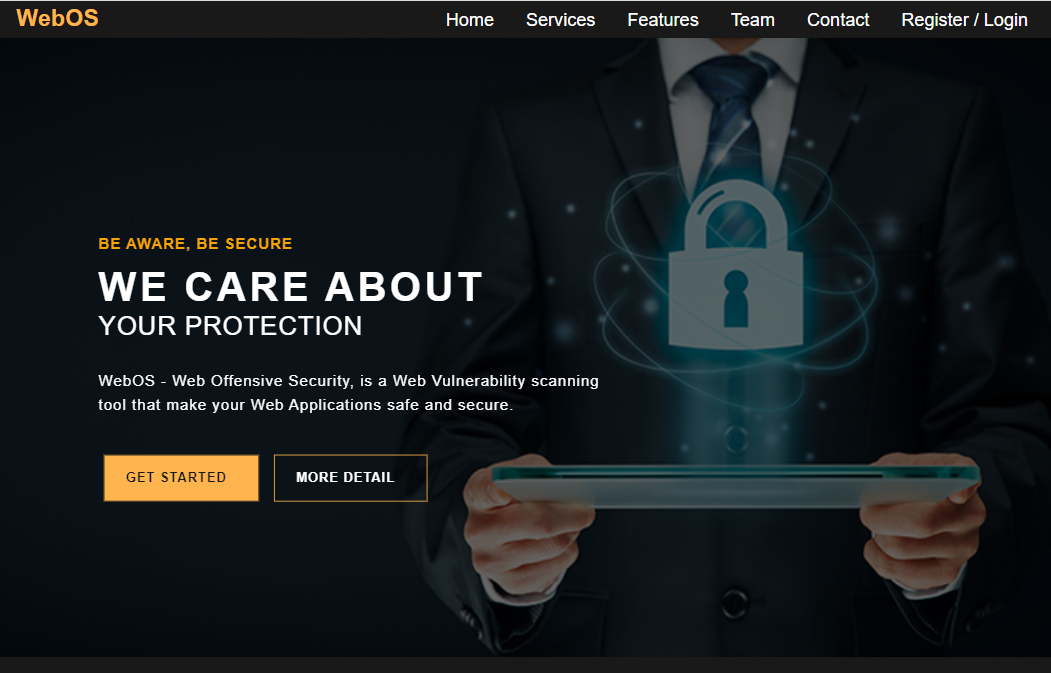 WebOS
Home Services Features Team Contact Register / Login
BE AWARE, BE SECURE
WE CARE ABOUT
YOUR PROTECTION
WebOS - Web Offensive Security, is a Web Vulnerability scanning
tool that make your Web Applications safe and secure.
GET STARTED
MORE DETAIL